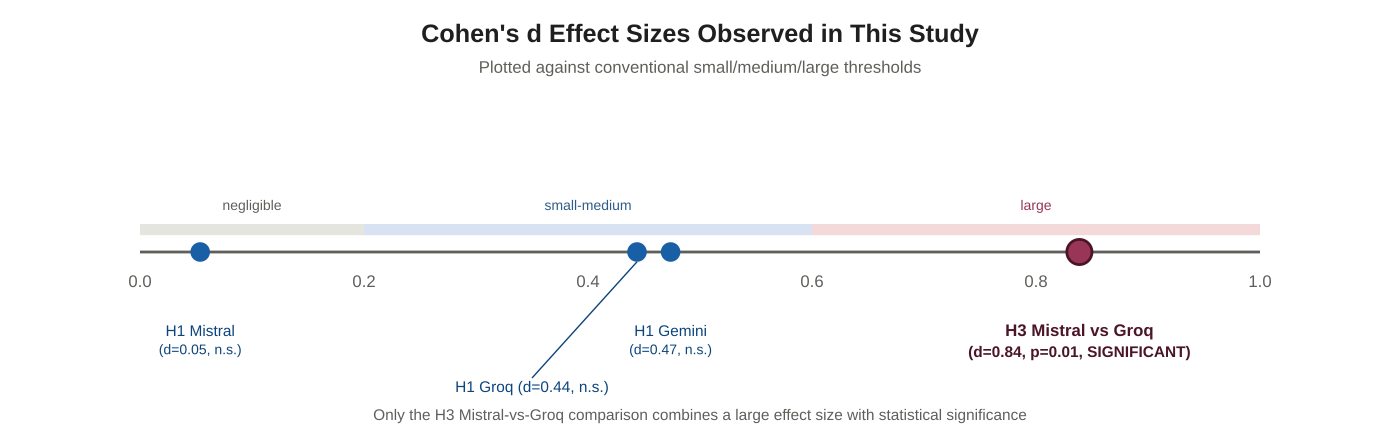 Cohen's d Effect Sizes Observed in This Study
Plotted against conventional small/medium/large thresholds
negligible
small-medium
large
0.0
0.2
0.4
0.6
0.8
1.0
H1 Mistral
(d=0.05, n.s.)
H1 Gemini
(d=0.47, n.s.)
H3 Mistral vs Groq
(d=0.84, p=0.01, SIGNIFICANT)
H1 Groq (d=0.44, n.s.)
Only the H3 Mistral-vs-Groq comparison combines a large effect size with statistical significance